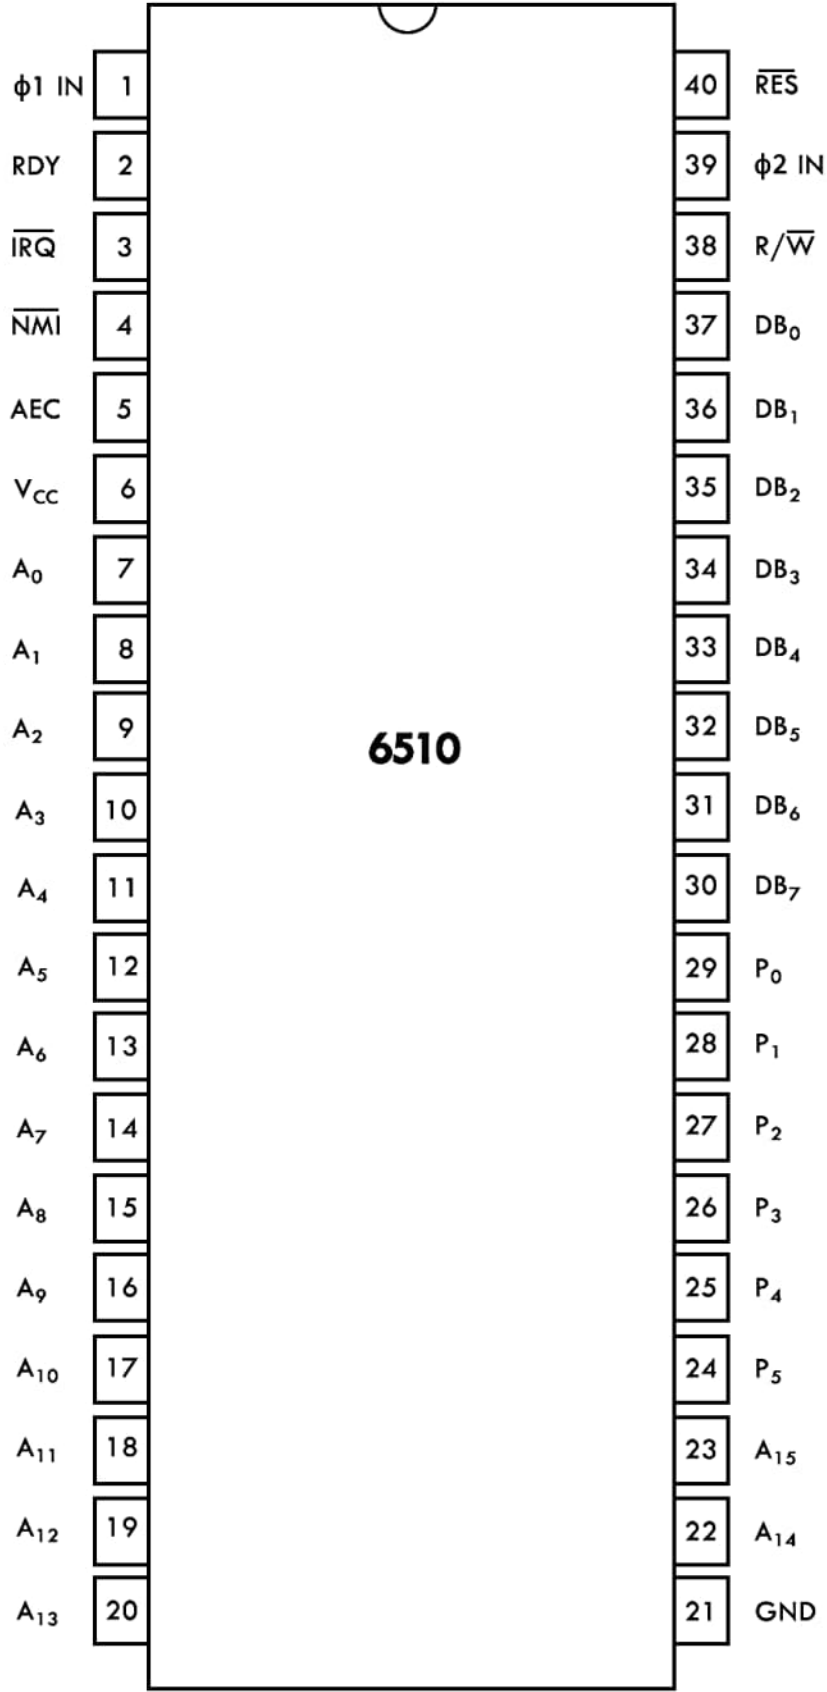 ϕ1 IN 1 40 R̅E̅S̅
RDY 2 39 ϕ2 IN
I̅R̅Q̅ 3 38 R/W̅
N̅M̅I̅ 4 37 DB₀
AEC 5 36 DB₁
V_CC 6 35 DB₂
A₀ 7 34 DB₃
A₁ 8 33 DB₄
A₂ 9 32 DB₅
6510
A₃ 10 31 DB₆
A₄ 11 30 DB₇
A₅ 12 29 P₀
A₆ 13 28 P₁
A₇ 14 27 P₂
A₈ 15 26 P₃
A₉ 16 25 P₄
A₁₀ 17 24 P₅
A₁₁ 18 23 A₁₅
A₁₂ 19 22 A₁₄
A₁₃ 20 21 GND